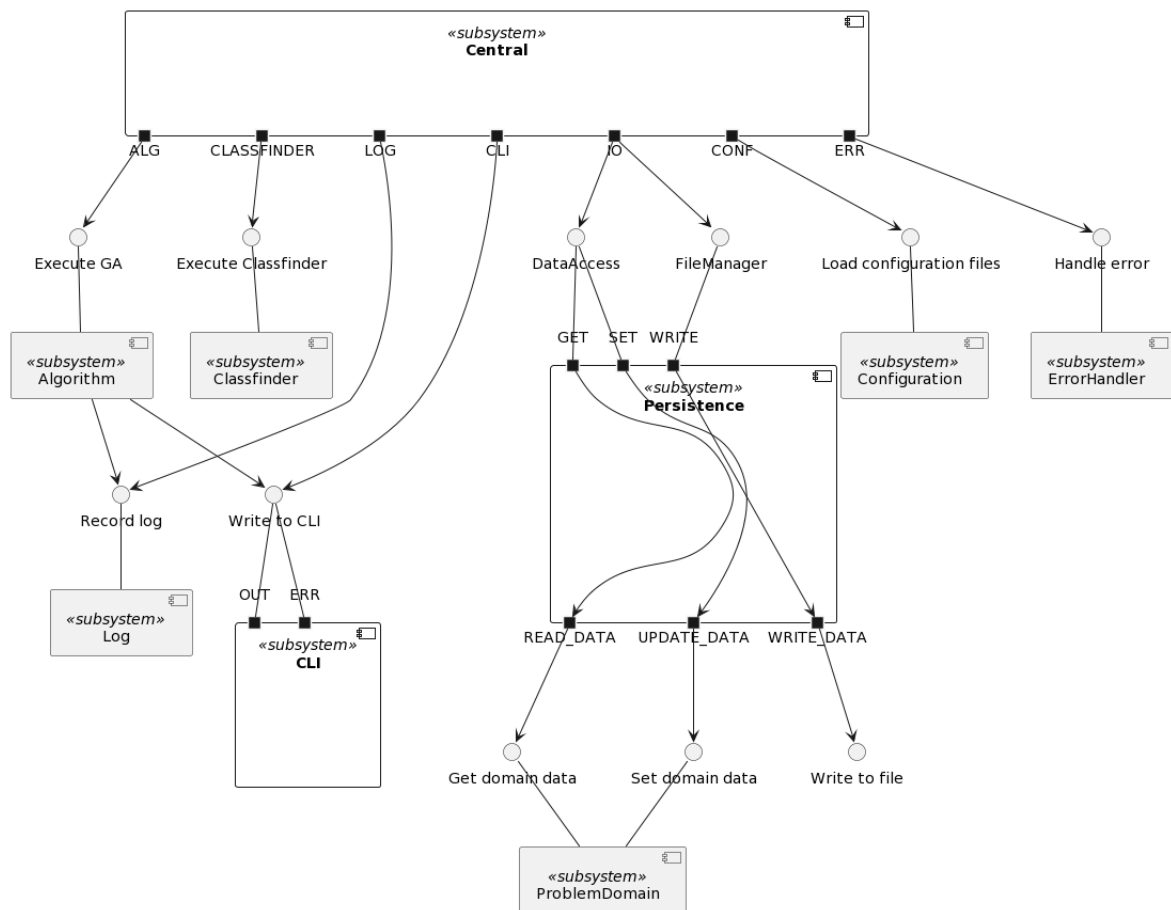 «subsystem»
Central
ALG
CLASSFINDER
LOG
CLI
IO
CONF
ERR
Execute GA
Execute Classfinder
DataAccess
FileManager
Load configuration files
Handle error
GET
SET
WRITE
«subsystem»
Algorithm
«subsystem»
Classfinder
«subsystem»
Persistence
«subsystem»
Configuration
«subsystem»
ErrorHandler
Record log
Write to CLI
OUT
ERR
«subsystem»
Log
«subsystem»
CLI
READ_DATA
UPDATE_DATA
WRITE_DATA
Get domain data
Set domain data
Write to file
«subsystem»
ProblemDomain